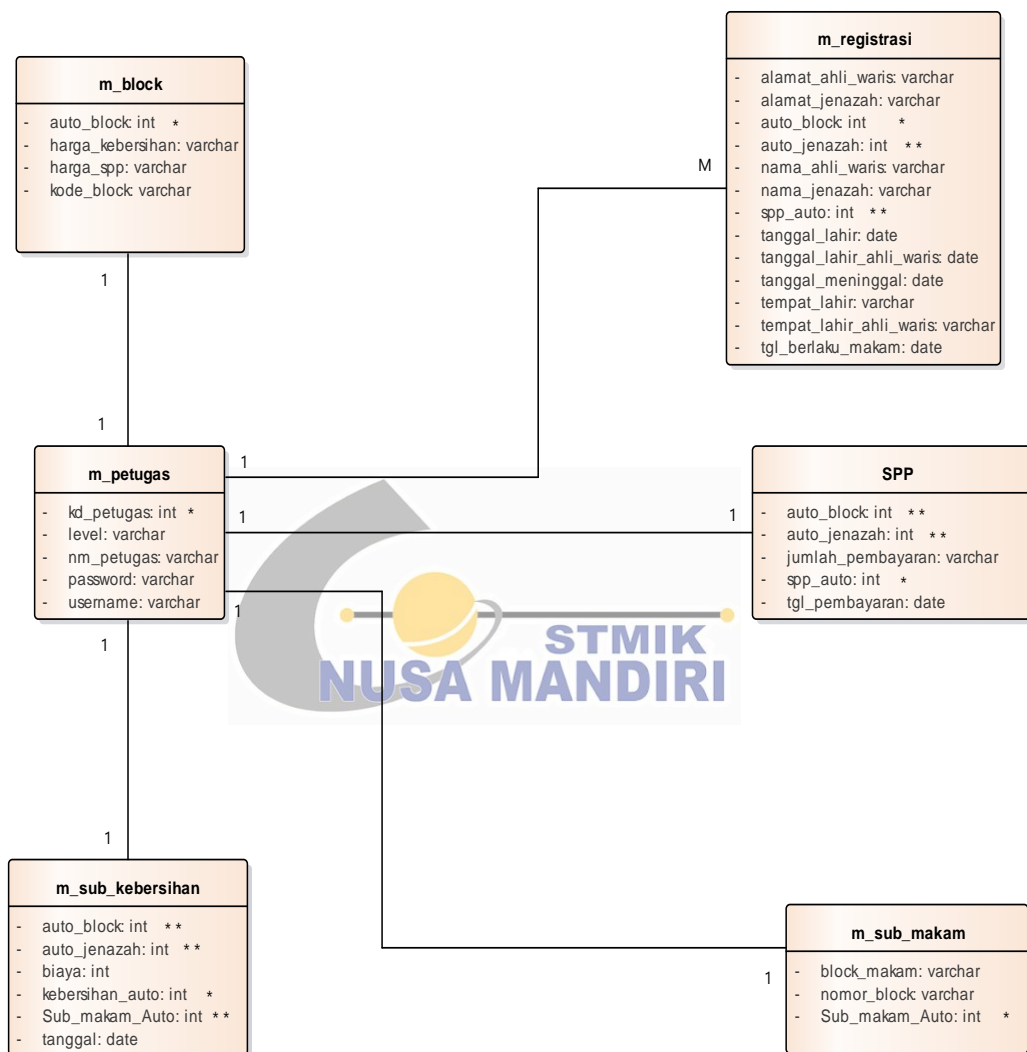 m_block
- auto_block: int *
- harga_kebersihan: varchar
- harga_spp: varchar
- kode_block: varchar
1
1
m_registrasi
- alamat_ahli_waris: varchar
- alamat_jenazah: varchar
- auto_block: int *
- auto_jenazah: int **
- nama_ahli_waris: varchar
- nama_jenazah: varchar
- spp_auto: int **
- tanggal_lahir: date
- tanggal_lahir_ahli_waris: date
- tanggal_meninggal: date
- tempat_lahir: varchar
- tempat_lahir_ahli_waris: varchar
- tgl_berlaku_makam: date
M
m_petugas
- kd_petugas: int *
- level: varchar
- nm_petugas: varchar
- password: varchar
- username: varchar
1
1
1
1
1
SPP
- auto_block: int **
- auto_jenazah: int **
- jumlah_pembayaran: varchar
- spp_auto: int *
- tgl_pembayaran: date
STMIK
NUSA MANDIRI
1
m_sub_kebersihan
- auto_block: int **
- auto_jenazah: int **
- biaya: int
- kebersihan_auto: int *
- Sub_makam_Auto: int **
- tanggal: date
m_sub_makam
- block_makam: varchar
- nomor_block: varchar
- Sub_makam_Auto: int *
1